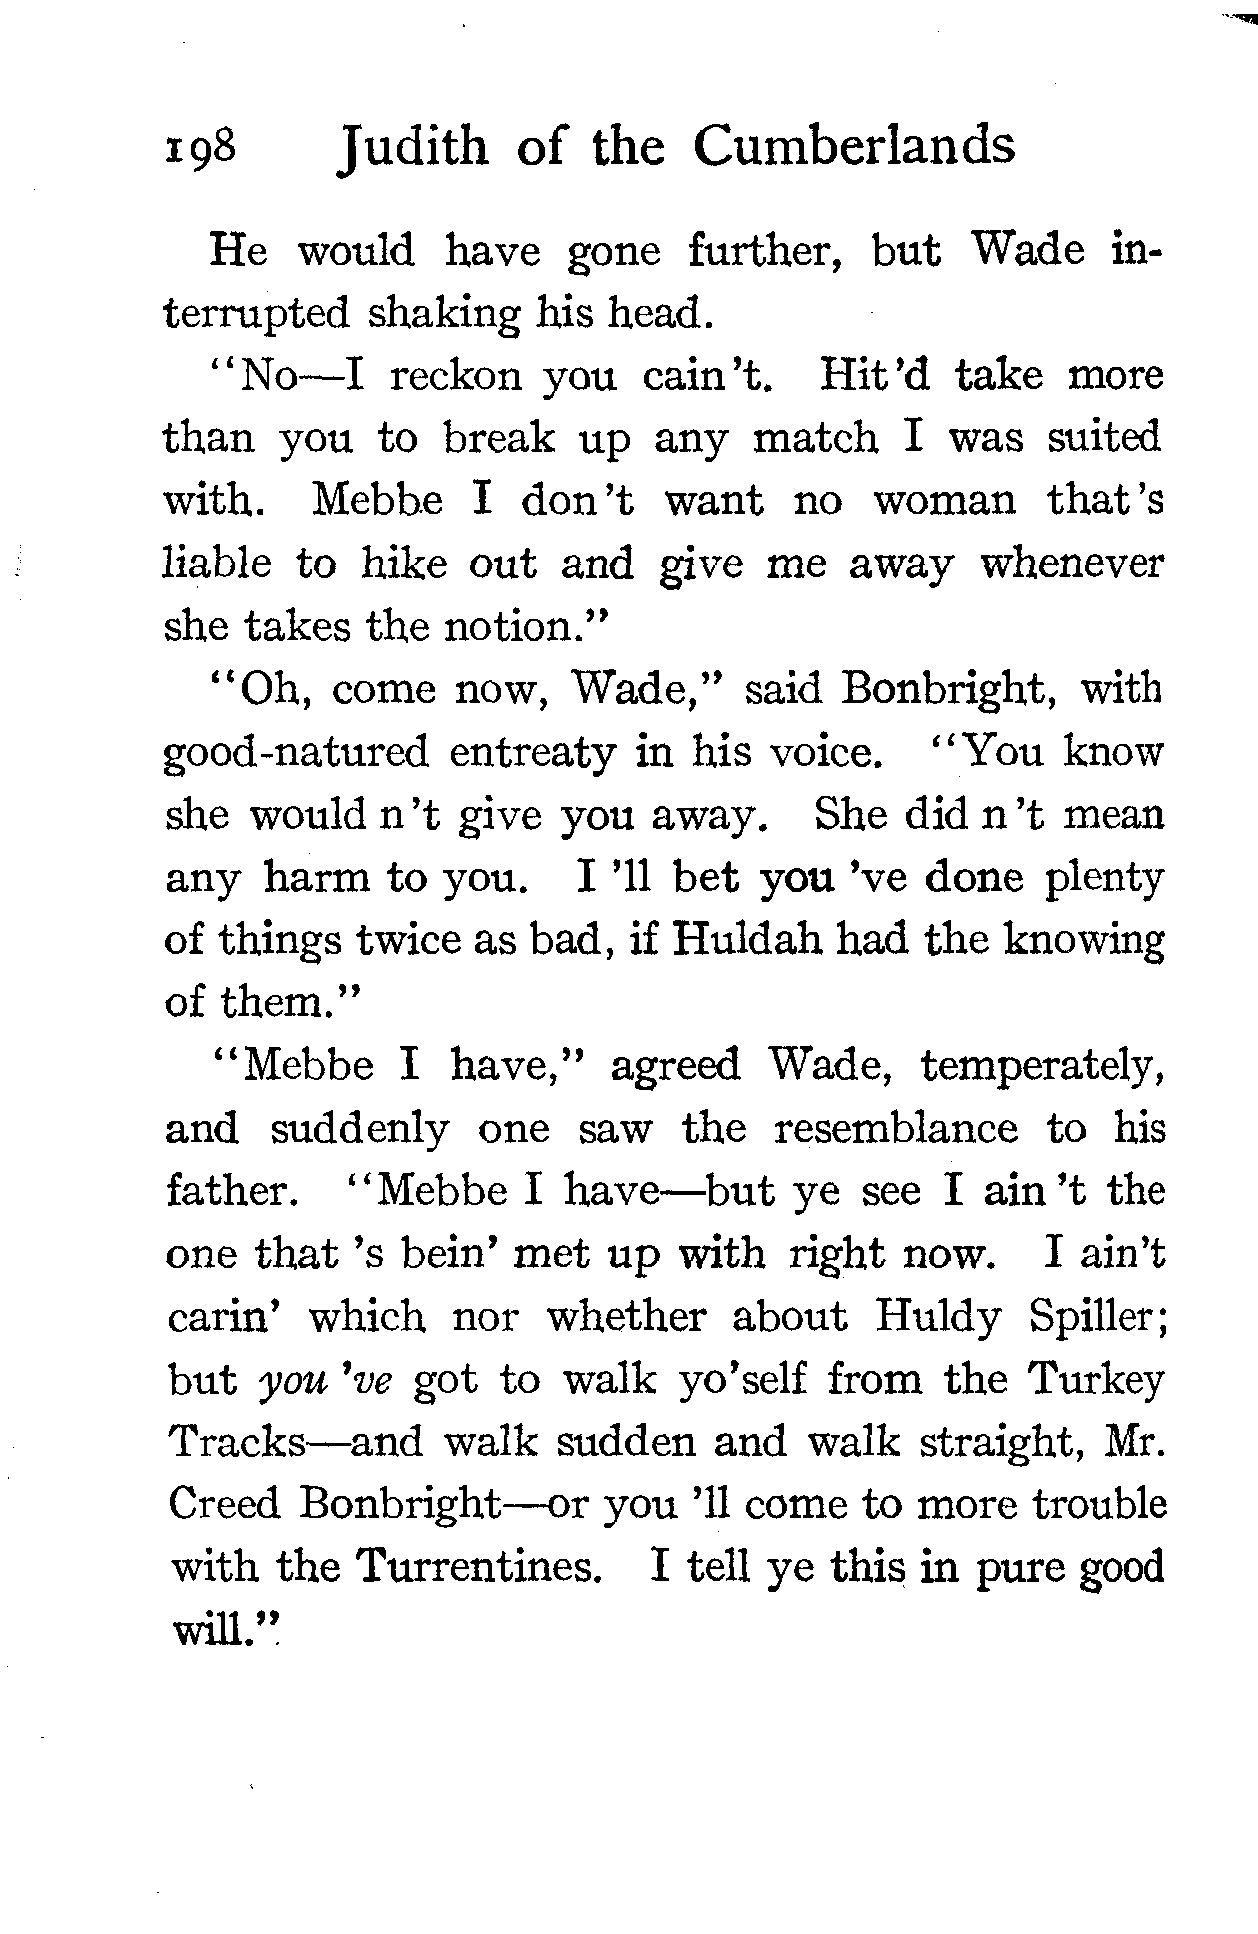 198 Judith of the Cumberlands
He would have gone further, but Wade in-
terrupted shaking his head.
“No—I reckon you cain't. Hit'd take more
than you to break up any match I was suited
with. Mebbe I don't want no woman that's
liable to hike out and give me away whenever
she takes the notion.”
“Oh, come now, Wade,” said Bonbright, with
good-natured entreaty in his voice. “You know
she would n't give you away. She did n't mean
any harm to you. I 'll bet you 've done plenty
of things twice as bad, if Huldah had the knowing
of them.”
“Mebbe I have,” agreed Wade, temperately,
and suddenly one saw the resemblance to his
father. “Mebbe I have—but ye see I ain 't the
one that 's bein' met up with right now. I ain't
carin' which nor whether about Huldy Spiller;
but you 've got to walk yo'self from the Turkey
Tracks—and walk sudden and walk straight, Mr.
Creed Bonbright—or you 'll come to more trouble
with the Turrentines. I tell ye this in pure good
will.”